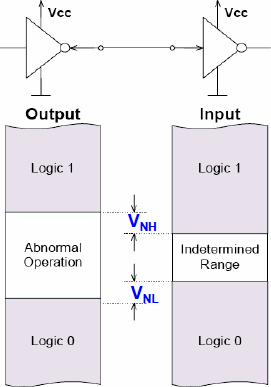 Vcc
Vcc
Output
Input
Logic 1
Logic 1
VNH
Abnormal
Operation
Indetermined
Range
VNL
Logic 0
Logic 0